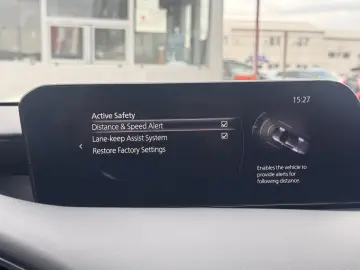 15:27
Active Safety
Distance & Speed Alert
Lane-keep Assist System
Restore Factory Settings
Enables the vehicle to
provide alerts for
following distance.